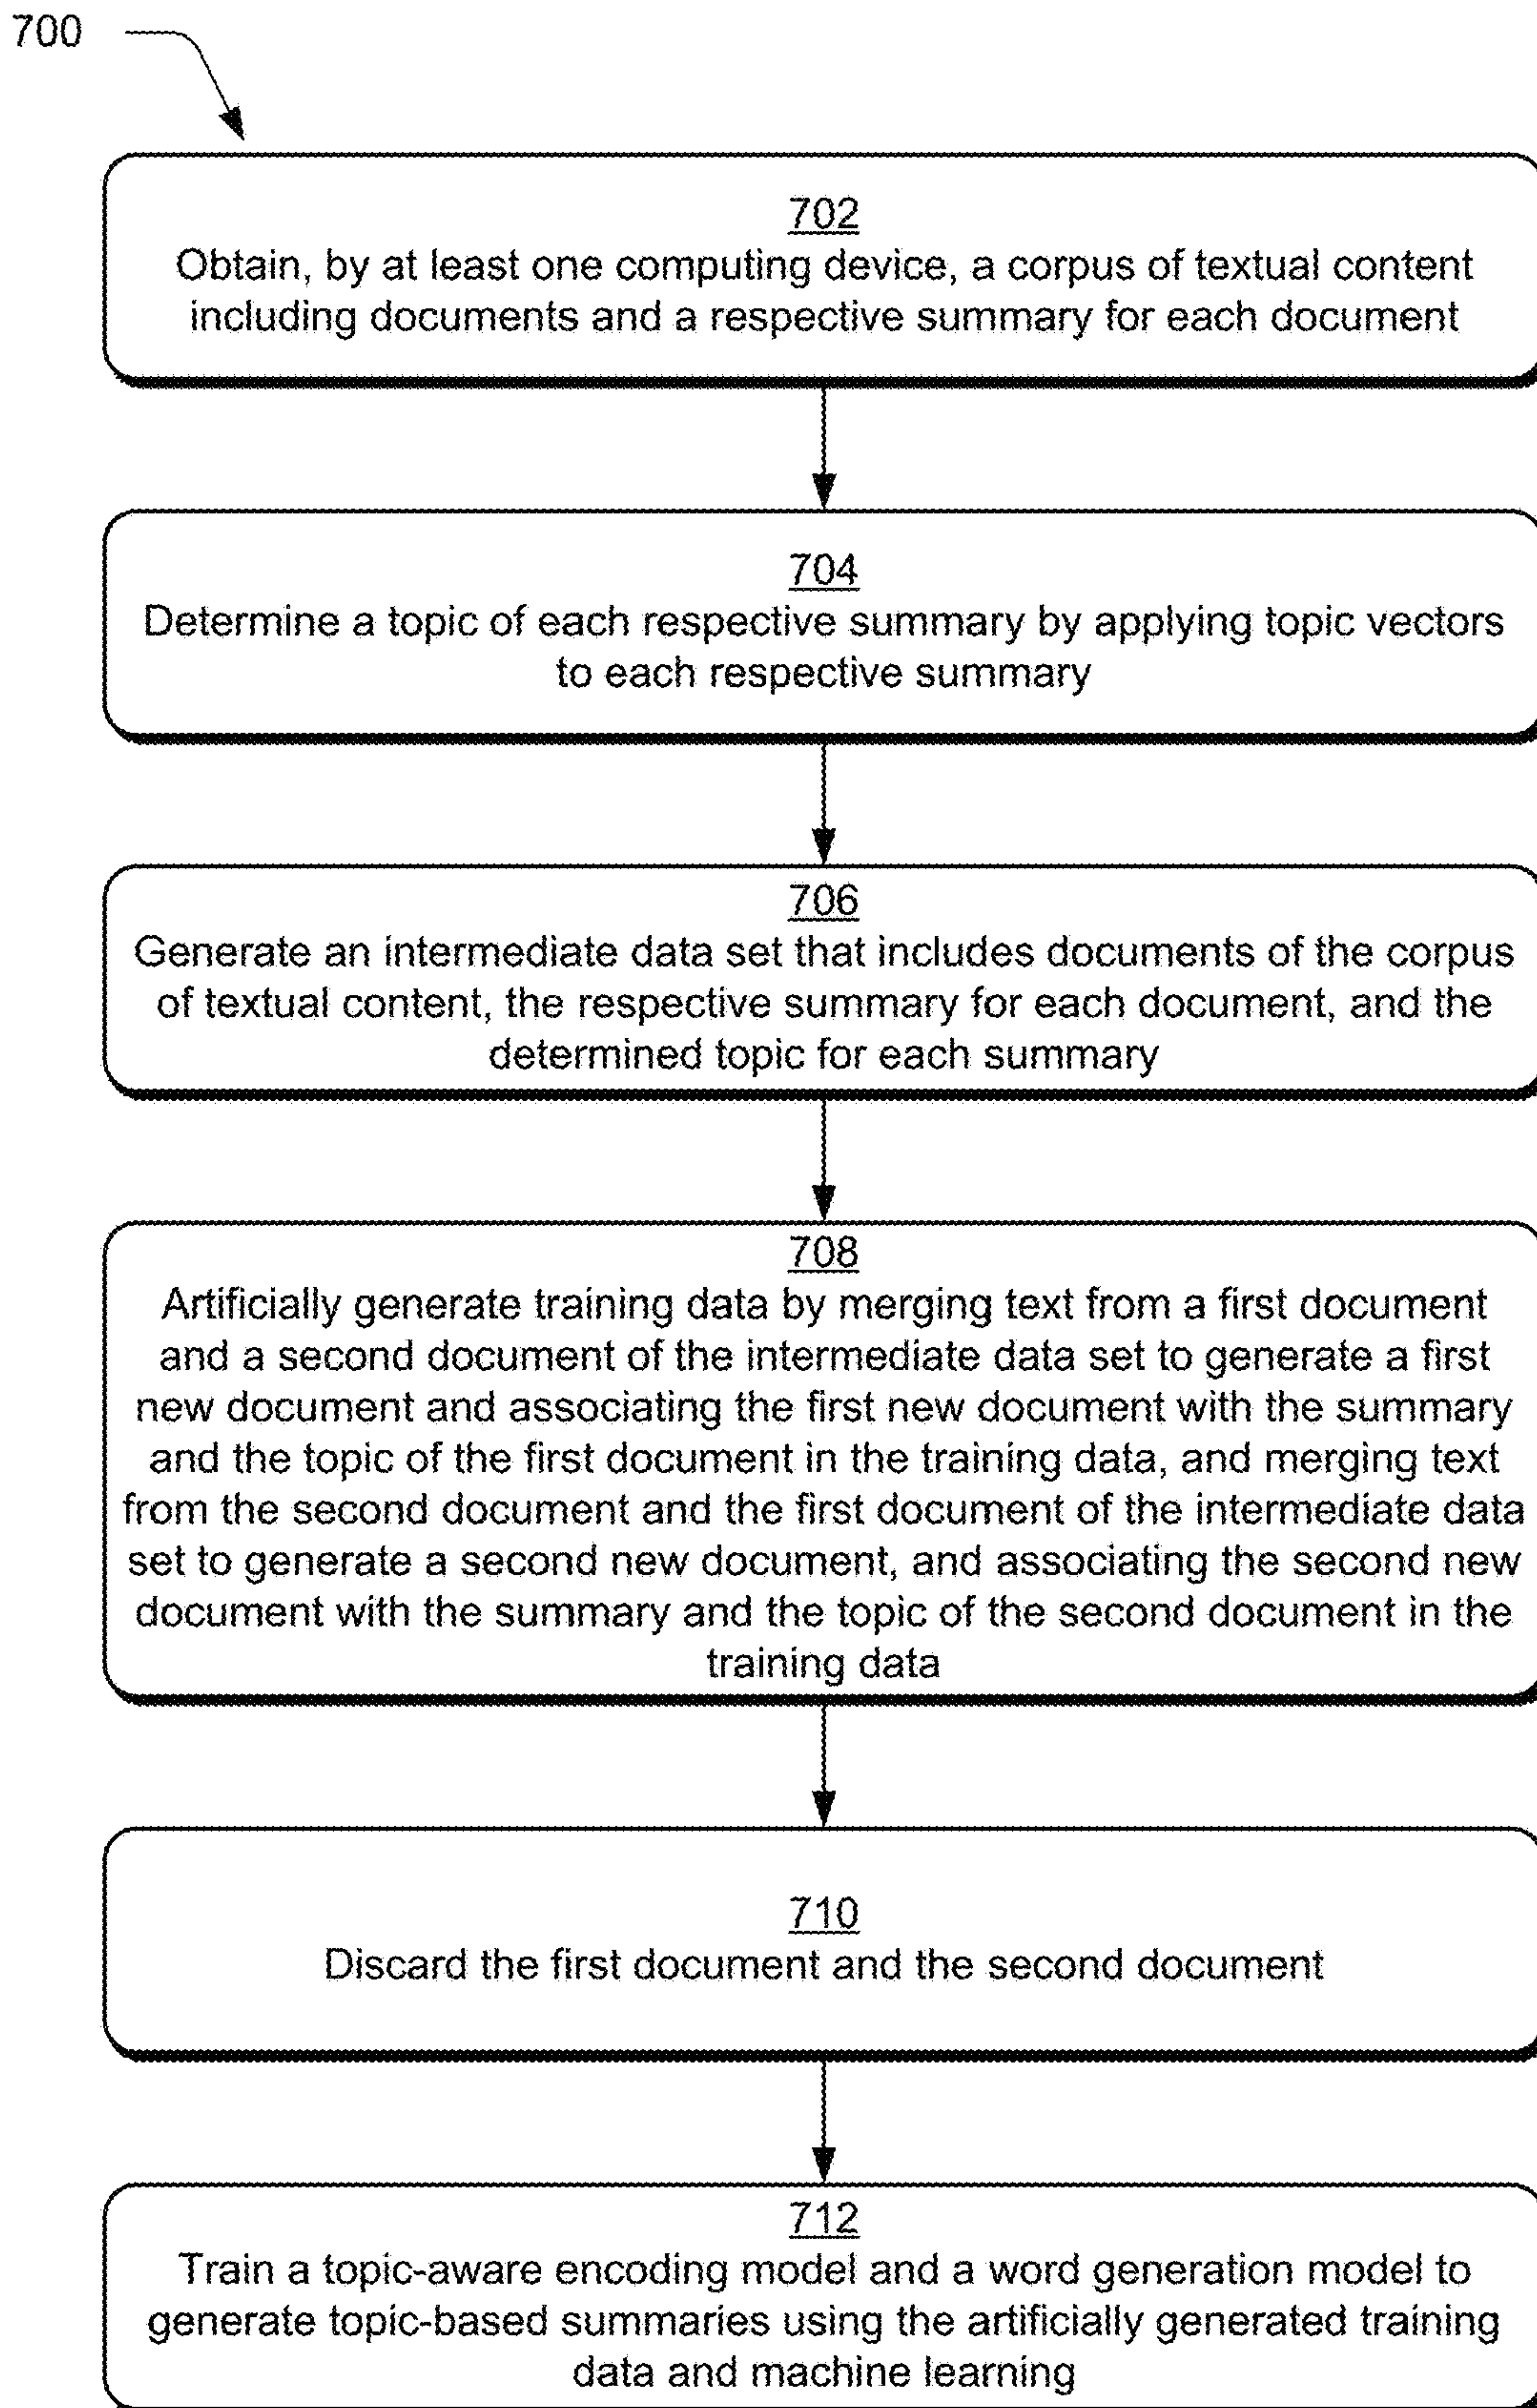 700
702
Obtain, by at least one computing device, a corpus of textual content
including documents and a respective summary for each document
704
Determine a topic of each respective summary by applying topic vectors
to each respective summary
706
Generate an intermediate data set that includes documents of the corpus
of textual content, the respective summary for each document, and the
determined topic for each summary
708
Artificially generate training data by merging text from a first document
and a second document of the intermediate data set to generate a first
new document and associating the first new document with the summary
and the topic of the first document in the training data, and merging text
from the second document and the first document of the intermediate data
set to generate a second new document, and associating the second new
document with the summary and the topic of the second document in the
training data
710
Discard the first document and the second document
712
Train a topic-aware encoding model and a word generation model to
generate topic-based summaries using the artificially generated training
data and machine learning